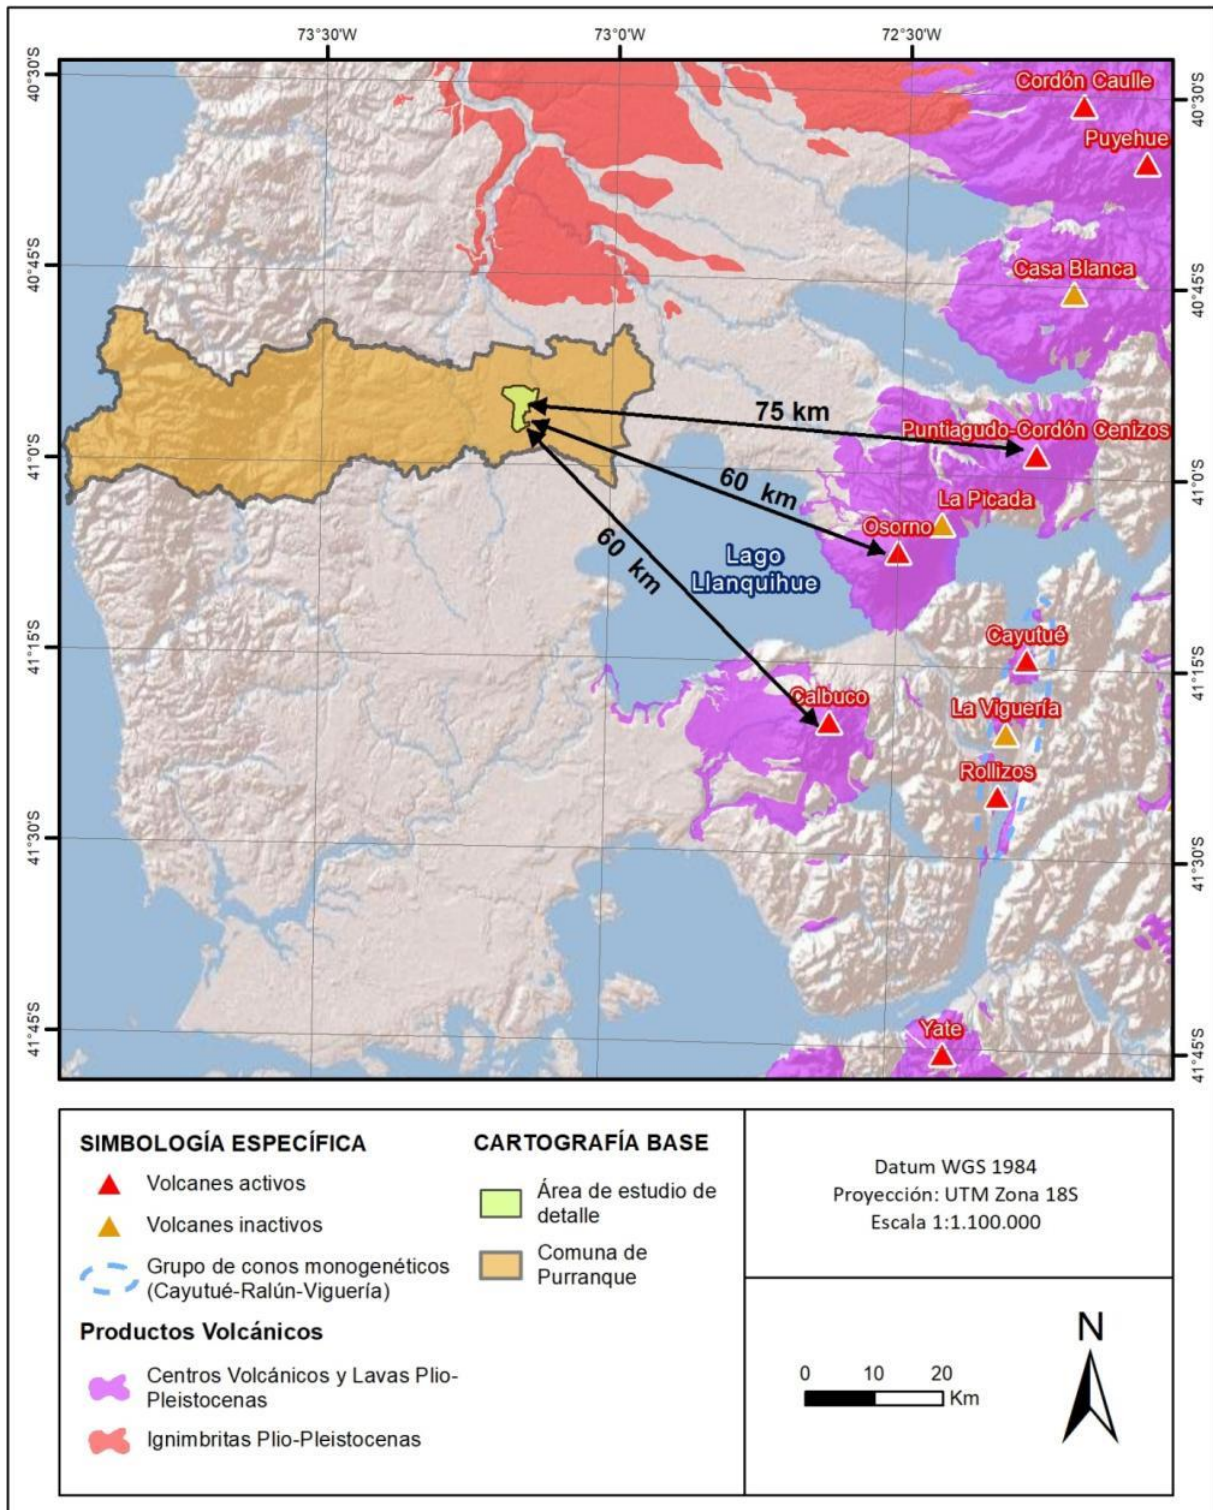 73°30'W
73°0'W
72°30'W
40°30'S
40°30'S
Cordón Caulle
Puyehue
40°45'S
40°45'S
Casa Blanca
75 km
Puntiagudo-Cordón Cenizos
41°0'S
41°0'S
60 km
La Picada
Osorno
60 km
Lago
Llanquihue
41°15'S
41°15'S
Cayutué
Calbuco
La Viguería
Rollizos
41°30'S
41°30'S
41°45'S
41°45'S
Yate
SIMBOLOGÍA ESPECÍFICA
Volcanes activos
Volcanes inactivos
Grupo de conos monogenéticos
(Cayutué-Ralún-Viguería)
Productos Volcánicos
Centros Volcánicos y Lavas Plio-
Pleistocenas
Ignimbritas Plio-Pleistocenas
CARTOGRAFÍA BASE
Área de estudio de
detalle
Comuna de
Purranque
Datum WGS 1984
Proyección: UTM Zona 18S
Escala 1:1.100.000
N
0 10 20
Km